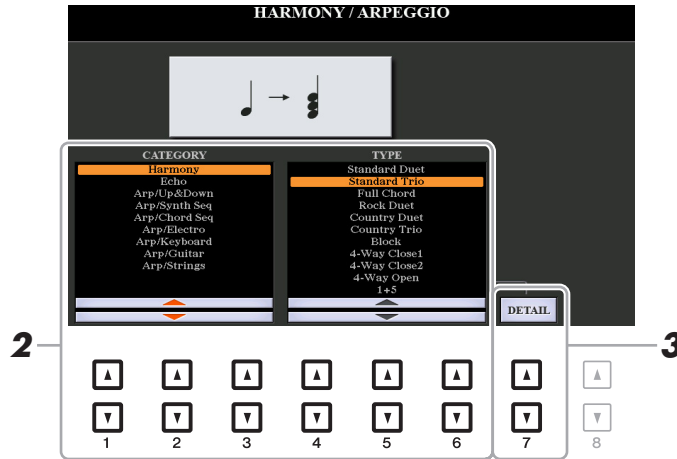 HARMONY / ARPEGGIO
CATEGORY
Harmony
Echo
Arp/Up&Down
Arp/Synth Seq
Arp/Chord Seq
Arp/Electro
Arp/Keyboard
Arp/Guitar
Arp/Strings
TYPE
Standard Duet
Standard Trio
Full Chord
Rock Duet
Country Duet
Country Trio
Block
4-Way Close1
4-Way Close2
4-Way Open
1+5
DETAIL
2
3
1 2 3 4 5 6 7 8